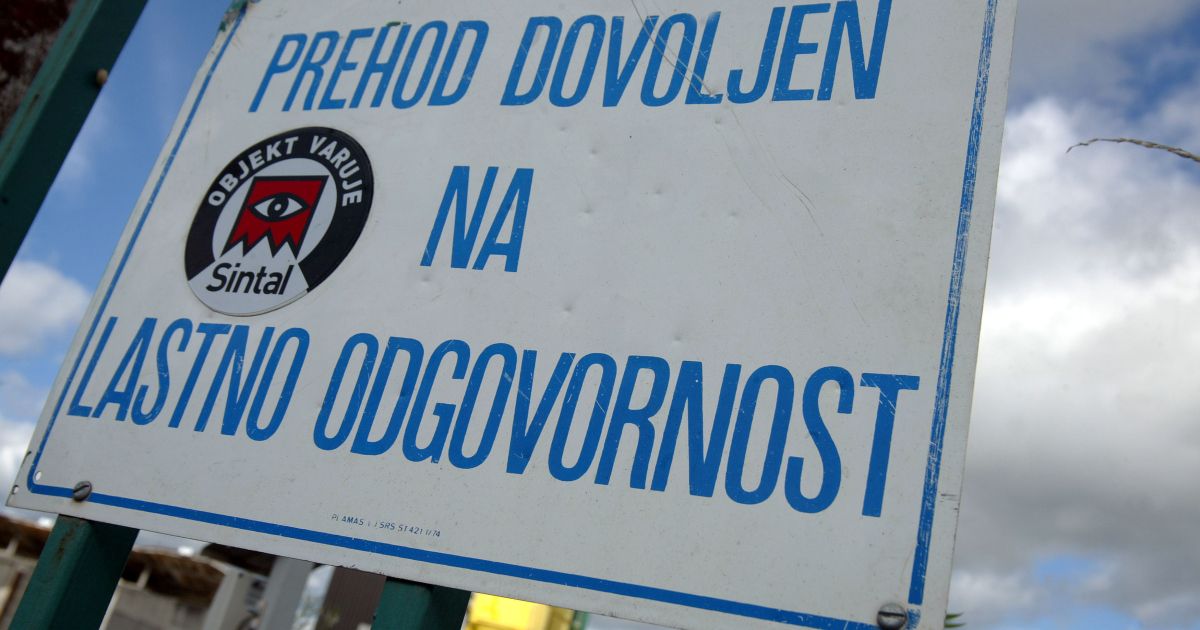 PREHOD DOVOLJEN
OBJEKT VARUJE
Sintal
NA
LASTNO ODGOVORNOST